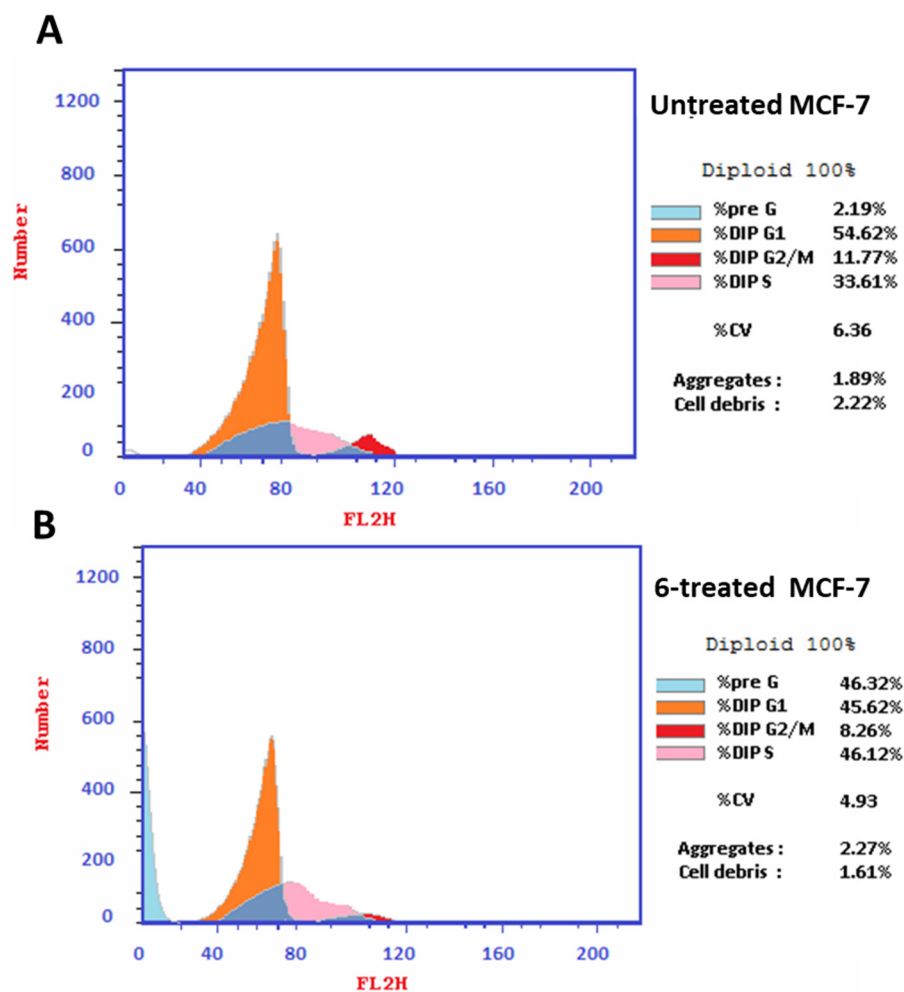 A
Untreated MCF-7
Diploid 100%
%pre G 2.19%
%DIP G1 54.62%
%DIP G2/M 11.77%
%DIP S 33.61%
%CV 6.36
Aggregates : 1.89%
Cell debris : 2.22%
1200
800
600
400
200
0
Number
0 40 80 120 160 200
FL2H
B
6-treated MCF-7
Diploid 100%
%pre G 46.32%
%DIP G1 45.62%
%DIP G2/M 8.26%
%DIP S 46.12%
%CV 4.93
Aggregates : 2.27%
Cell debris : 1.61%
1200
800
600
400
200
0
Number
0 40 80 120 160 200
FL2H